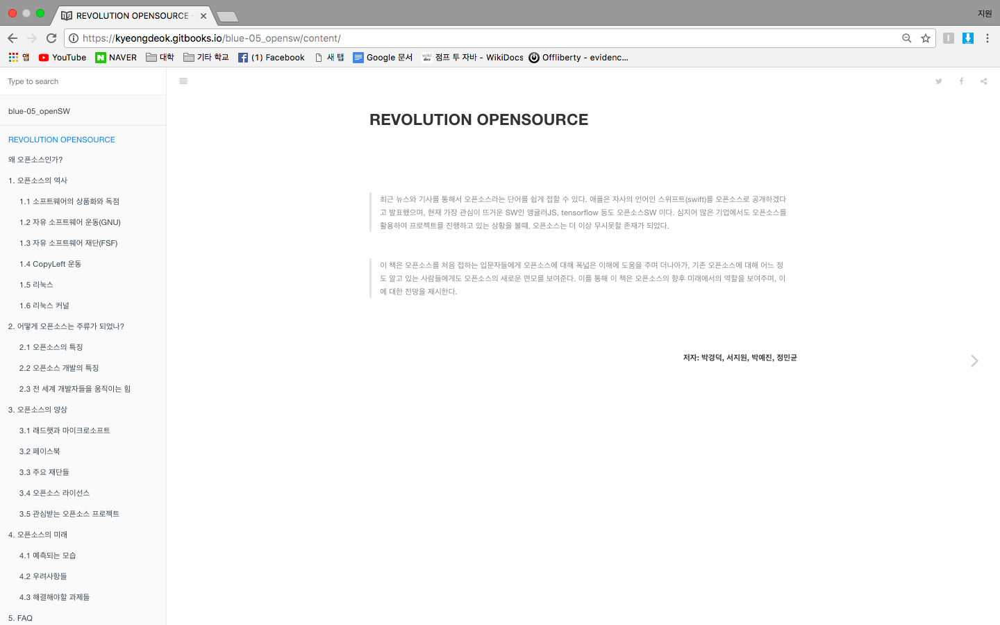 REVOLUTION OPENSOURCE ·
지원
https://kyeongdeok.gitbooks.io/blue-05_opensw/content/
앱 YouTube NAVER 대학 기타 학교 (1) Facebook 새 탭 Google 문서 점프 투 자바 - WikiDocs Offliberty - evidenc...
Type to search
blue-05_openSW
REVOLUTION OPENSOURCE
왜 오픈소스인가?
1. 오픈소스의 역사
1.1 소프트웨어의 상품화와 독점
1.2 자유 소프트웨어 운동(GNU)
1.3 자유 소프트웨어 재단(FSF)
1.4 CopyLeft 운동
1.5 리눅스
1.6 리눅스 커널
2. 어떻게 오픈소스는 주류가 되었나?
2.1 오픈소스의 특징
2.2 오픈소스 개발의 특징
2.3 전 세계 개발자들을 움직이는 힘
3. 오픈소스의 양상
3.1 래드햇과 마이크로소프트
3.2 페이스북
3.3 주요 재단들
3.4 오픈소스 라이선스
3.5 관심받는 오픈소스 프로젝트
4. 오픈소스의 미래
4.1 예측되는 모습
4.2 우려사항들
4.3 해결해야할 과제들
5. FAQ
REVOLUTION OPENSOURCE
최근 뉴스와 기사를 통해서 오픈소스라는 단어를 쉽게 접할 수 있다. 애플은 자사의 언어인 스위프트(swift)를 오픈소스로 공개하겠다
고 발표했으며, 현재 가장 관심이 뜨거운 SW인 앵귤러JS, tensorflow 등도 오픈소스SW 이다. 심지어 많은 기업에서도 오픈소스를
활용하여 프로젝트를 진행하고 있는 상황을 볼떄, 오픈소스는 더 이상 무시못할 존재가 되었다.
이 책은 오픈소스를 처음 접하는 입문자들에게 오픈소스에 대해 폭넓은 이해에 도움을 주며 더나아가, 기존 오픈소스에 대해 어느 정
도 알고 있는 사람들에게도 오픈소스의 새로운 면모를 보여준다. 이를 통해 이 책은 오픈소스의 향후 미래에서의 역할을 보여주며, 이
에 대한 전망을 제시한다.
저자: 박경덕, 서지원, 박예진, 정민균